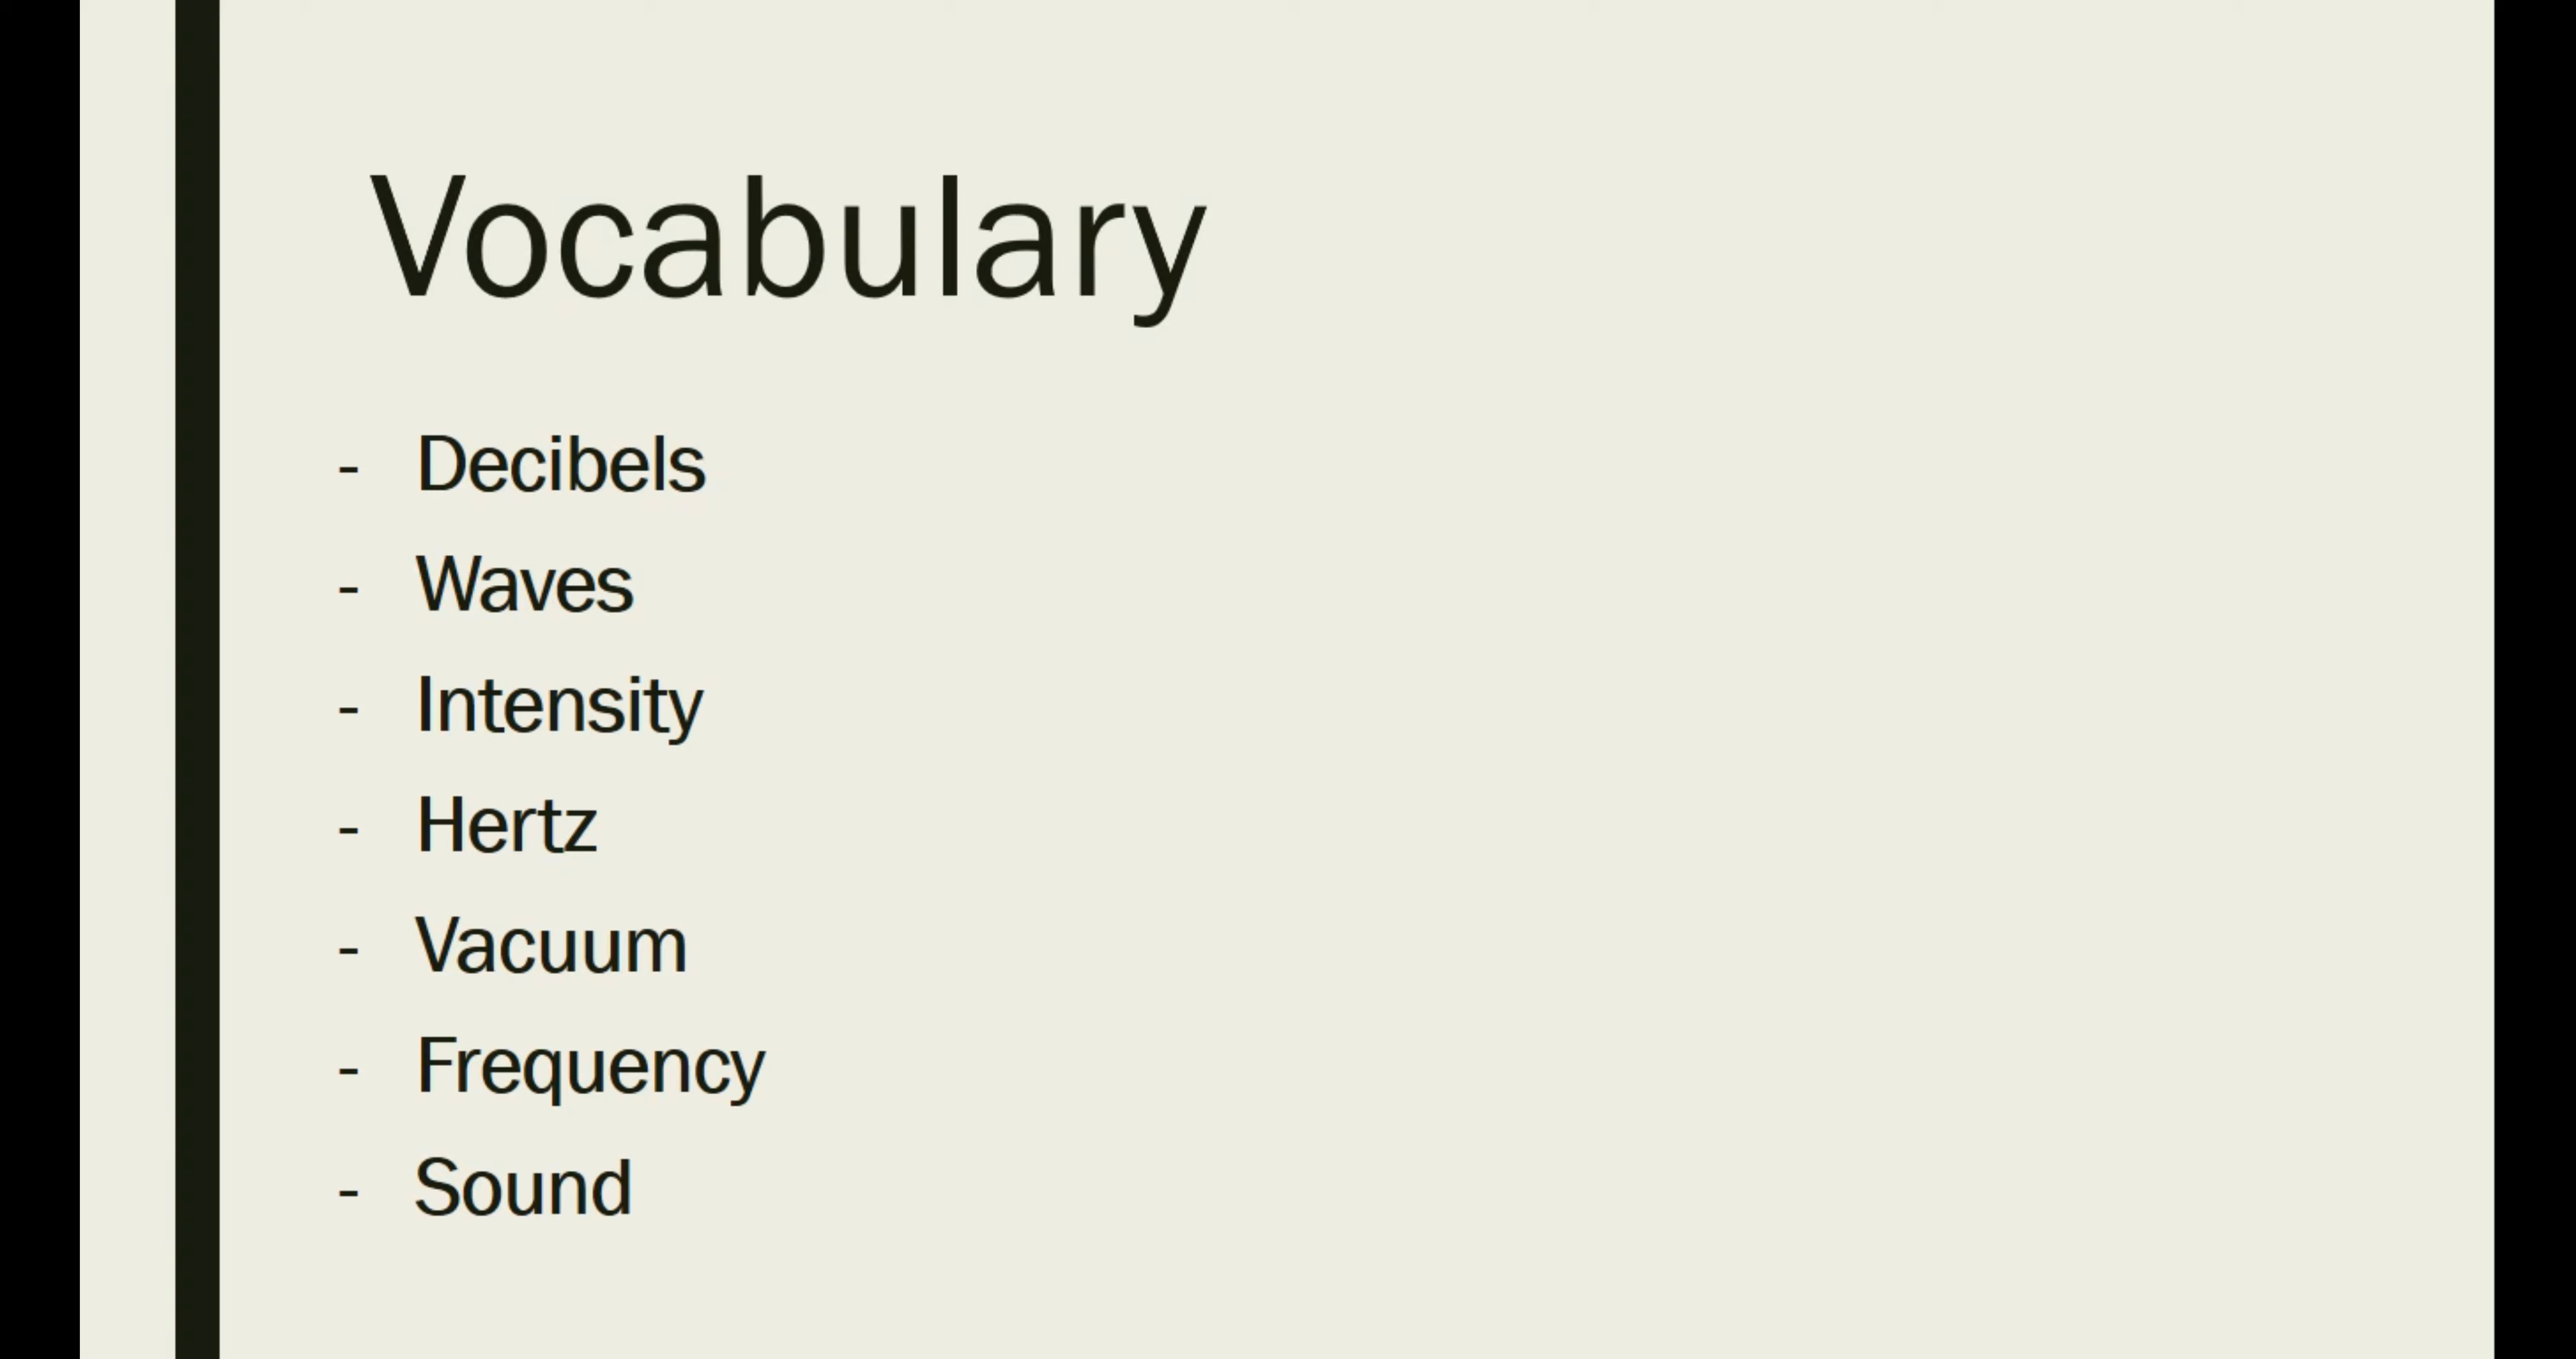 Vocabulary
- Decibels
- Waves
- Intensity
- Hertz
- Vacuum
- Frequency
- Sound